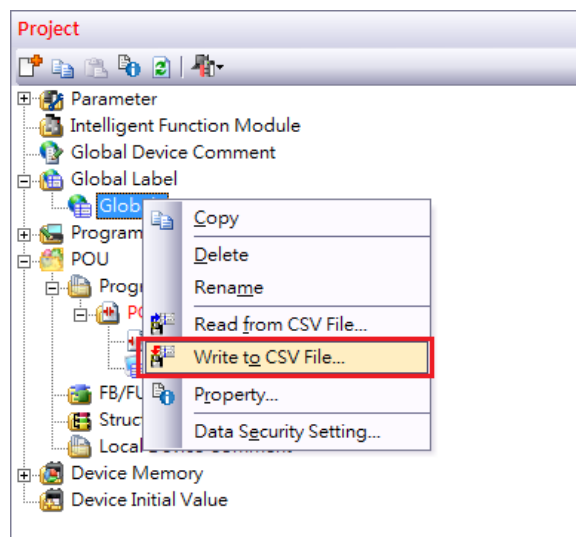 Project
Parameter
Intelligent Function Module
Global Device Comment
Global Label
Glob
Copy
Program
Delete
POU
Rename
Progr
Read from CSV File...
Write to CSV File...
FB/FU
Property...
Struct
Data Security Setting...
Local Device Comment
Device Memory
Device Initial Value